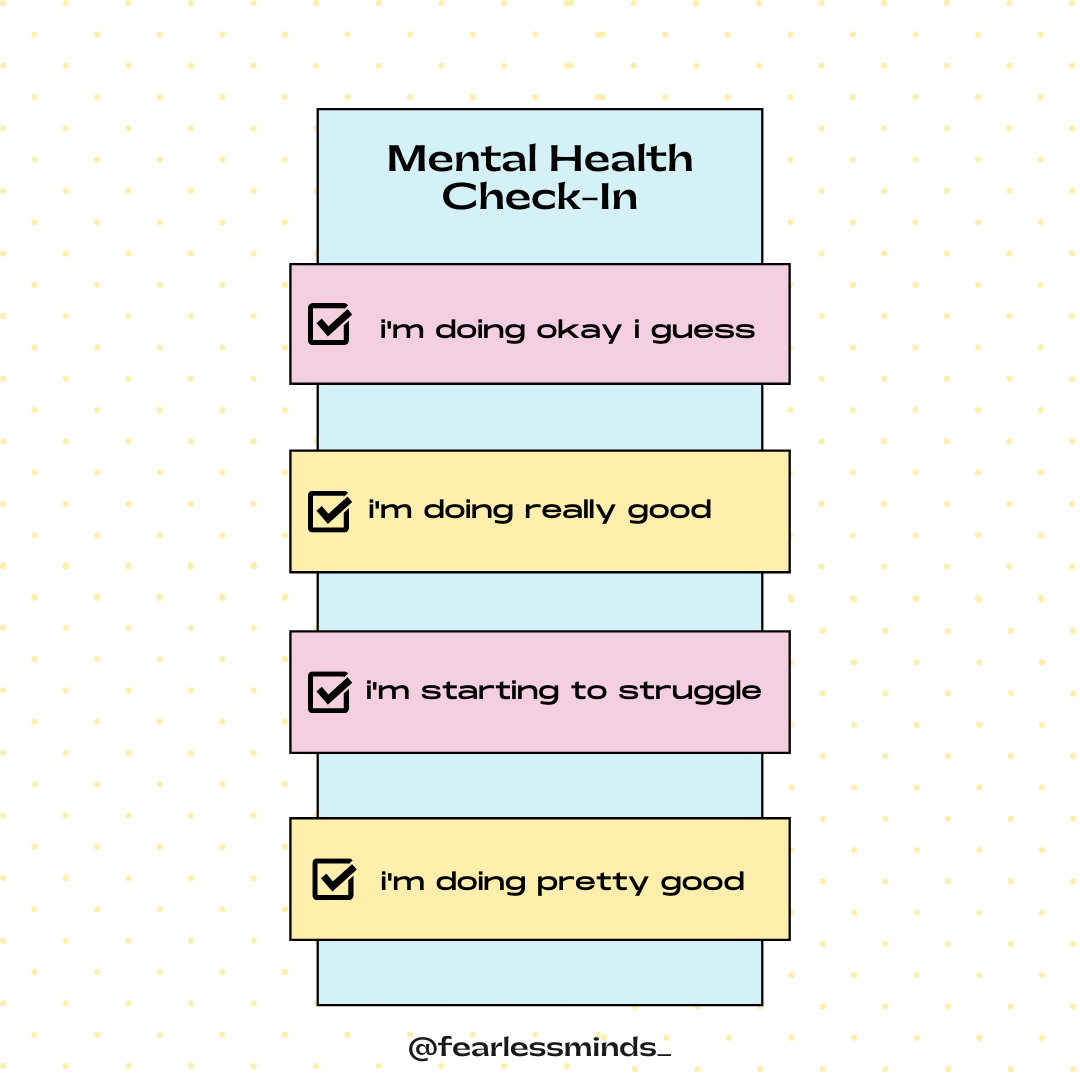 Mental Health
Check-In
i'm doing okay i guess
i'm doing really good
i'm starting to struggle
i'm doing pretty good
@fearlessminds_